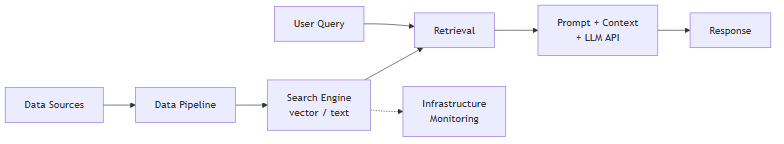 User Query
Retrieval
Prompt + Context
+ LLM API
Response
Data Sources
Data Pipeline
Search Engine
vector / text
Infrastructure
Monitoring